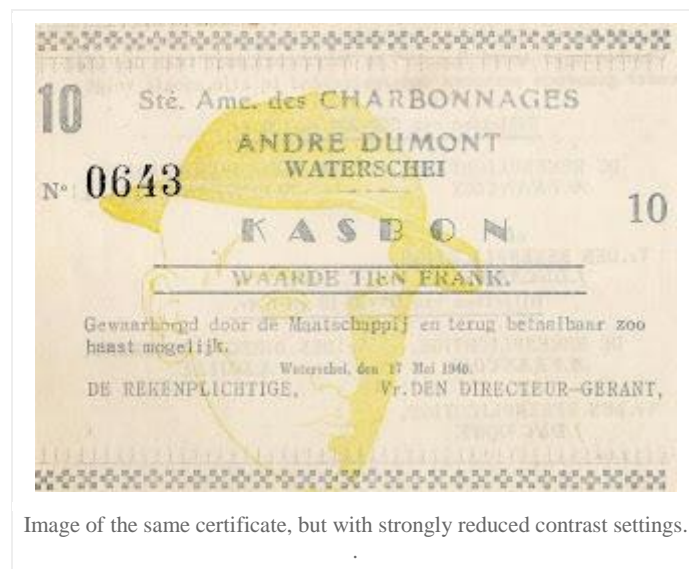 10
Sté. Ame. des CHARBONNAGES
ANDRE DUMONT
WATERSCHEI
Nº 0643
10
KASBON
WAARDE TIEN FRANK.
Gewaarborgd door de Maatschappij en terug betaalbaar zoo
haast mogelijk.
Waterschei, den 17 Mei 1940.
DE REKENPLICHTIGE, Vr.DEN DIRECTEUR-GERANT,
Image of the same certificate, but with strongly reduced contrast settings.
.